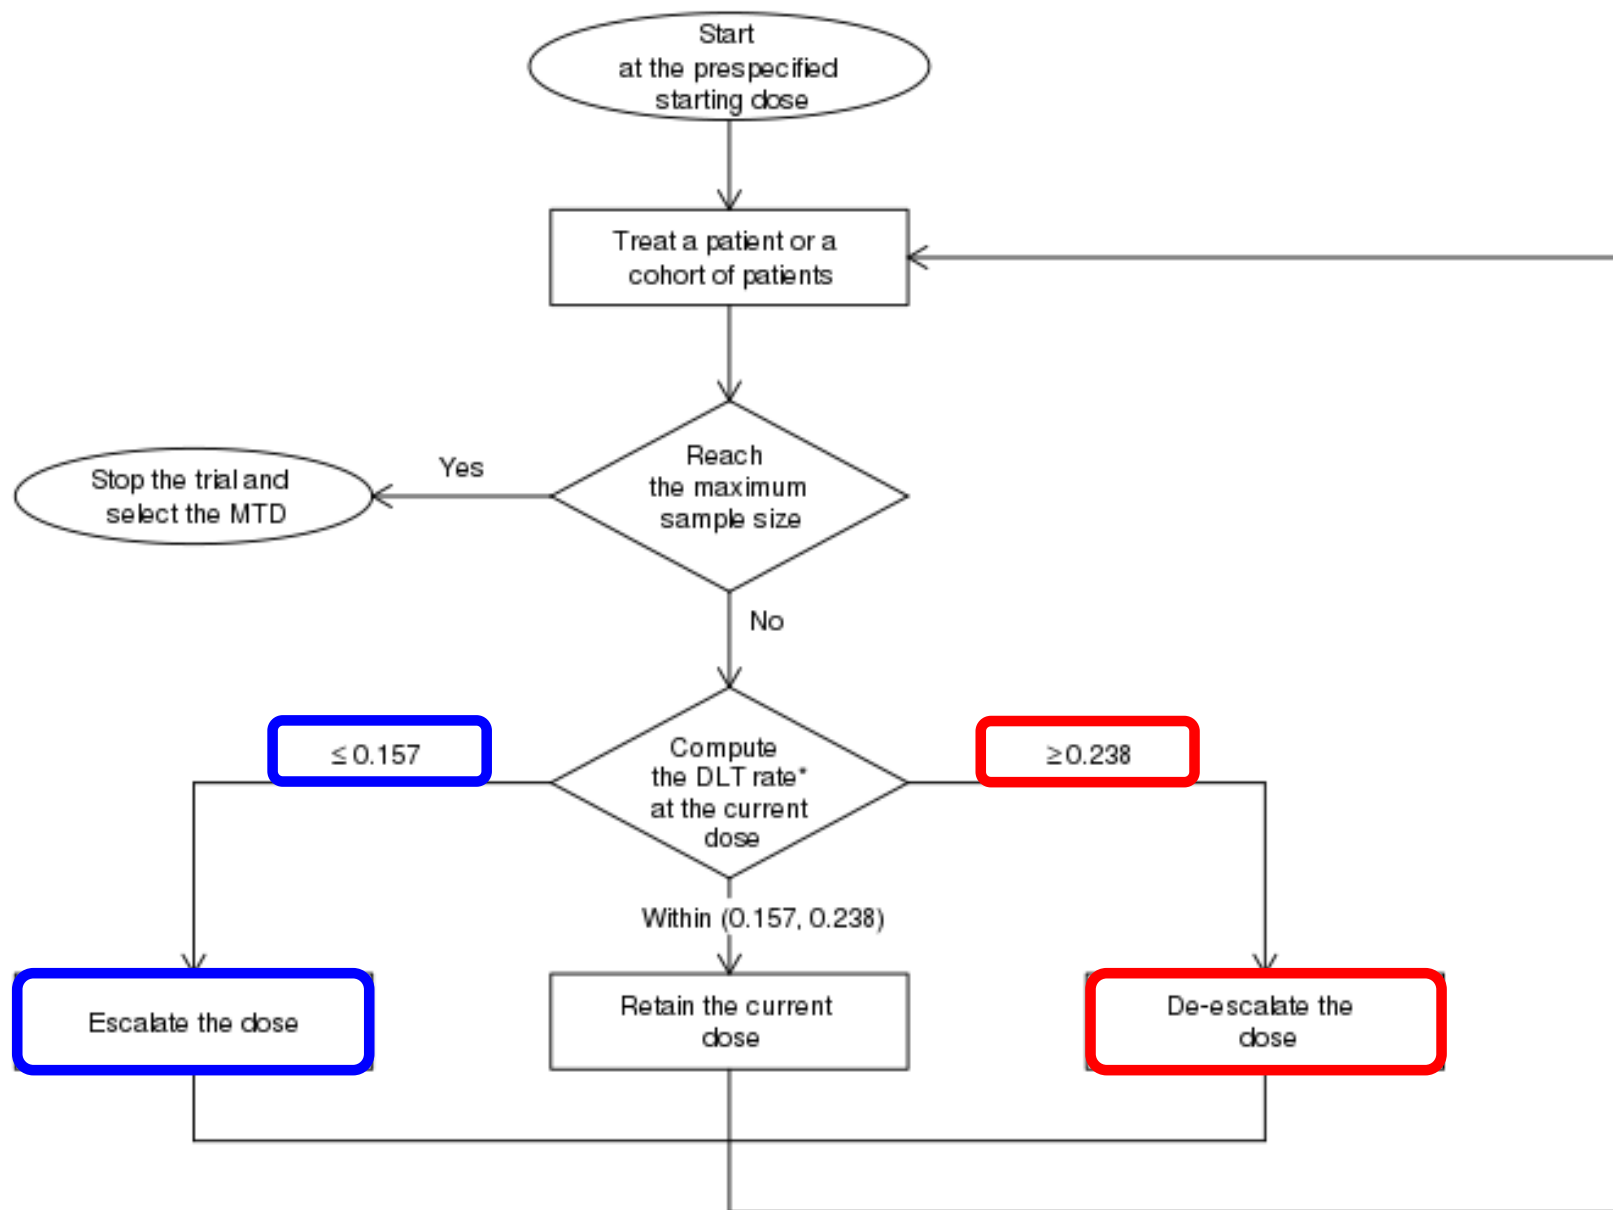 Start
at the prespecified
starting dose
Treat a patient or a
cohort of patients
Reach
the maximum
sample size
Yes
Stop the trial and
select the MTD
No
Compute
the DLT rate*
at the current
dose
≤ 0.157
≥ 0.238
Within (0.157, 0.238)
Escalate the dose
Retain the current
dose
De-escalate the
dose